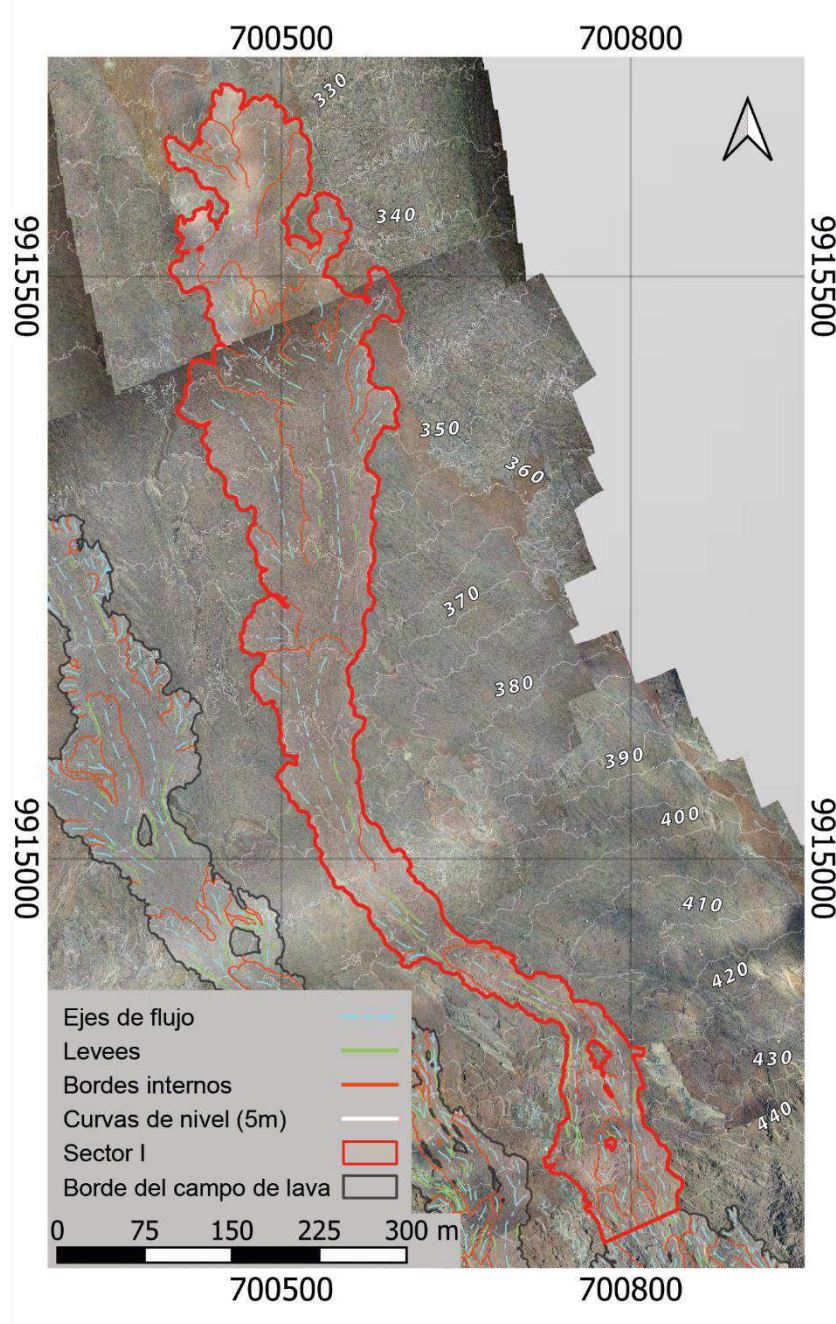 700500 700800
330
340
9915500 9915500
350
360
370
380
390
400
9915000 9915000
410
420
430
440
Ejes de flujo
Levees
Bordes internos
Curvas de nivel (5m)
Sector I
Borde del campo de lava
0 75 150 225 300 m
700500 700800